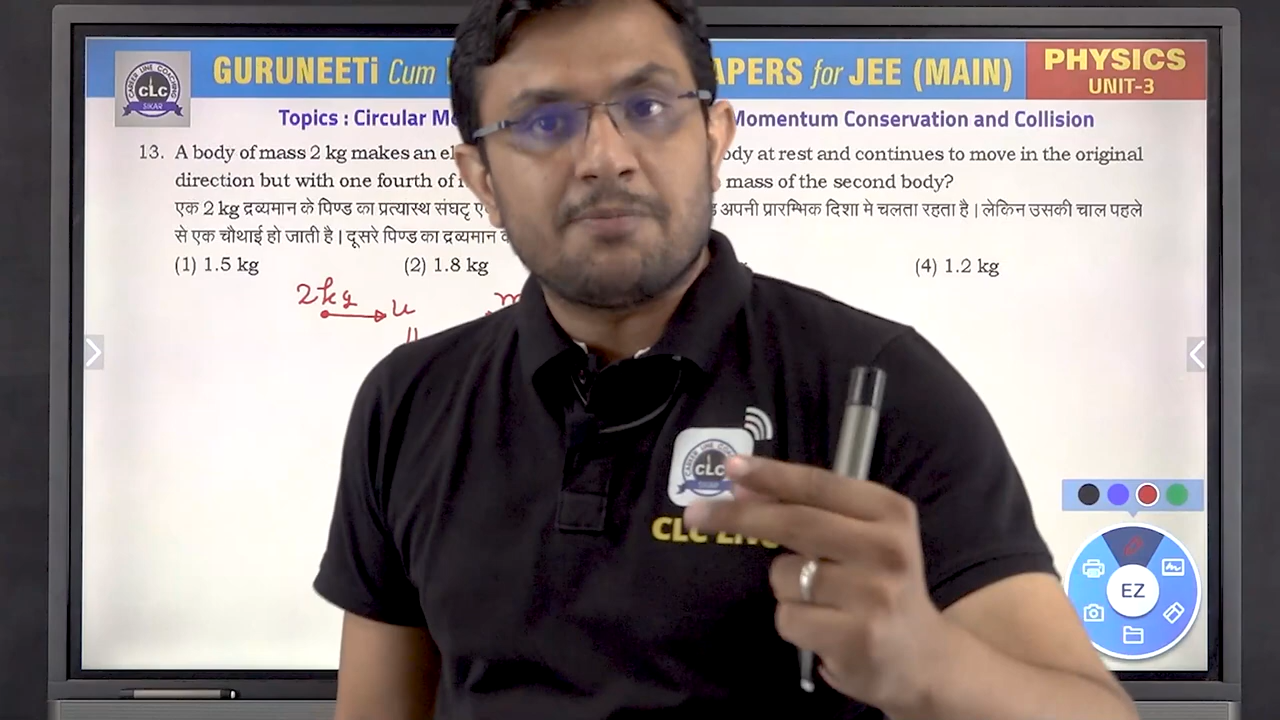 GURUNEETi Cum APERS for JEE (MAIN)
PHYSICS
UNIT-3
CAREER LINE COACHING
CLC
SIKAR
Topics : Circular Momentum Conservation and Collision
13. A body of mass 2 kg makes an at rest and continues to move in the original
direction but with one fourth of mass of the second body?
एक 2 kg द्रव्यमान के पिण्ड का प्रत्यास्थ संघट्ट अपनी प्रारम्भिक दिशा मे चलता रहता है। लेकिन उसकी चाल पहले
से एक चौथाई हो जाती है। दूसरे पिण्ड का द्रव्यमान
(1) 1.5 kg (2) 1.8 kg (4) 1.2 kg
2kg u m
CLC
SIKAR
CLC
EZ